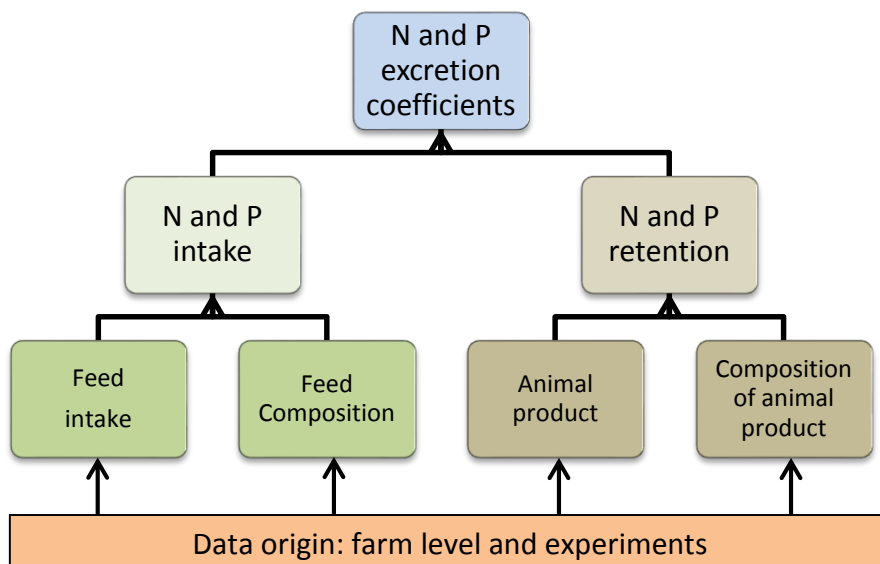 N and P
excretion
coefficients
N and P
intake
N and P
retention
Feed
intake
Feed
Composition
Animal
product
Composition
of animal
product
Data origin: farm level and experiments